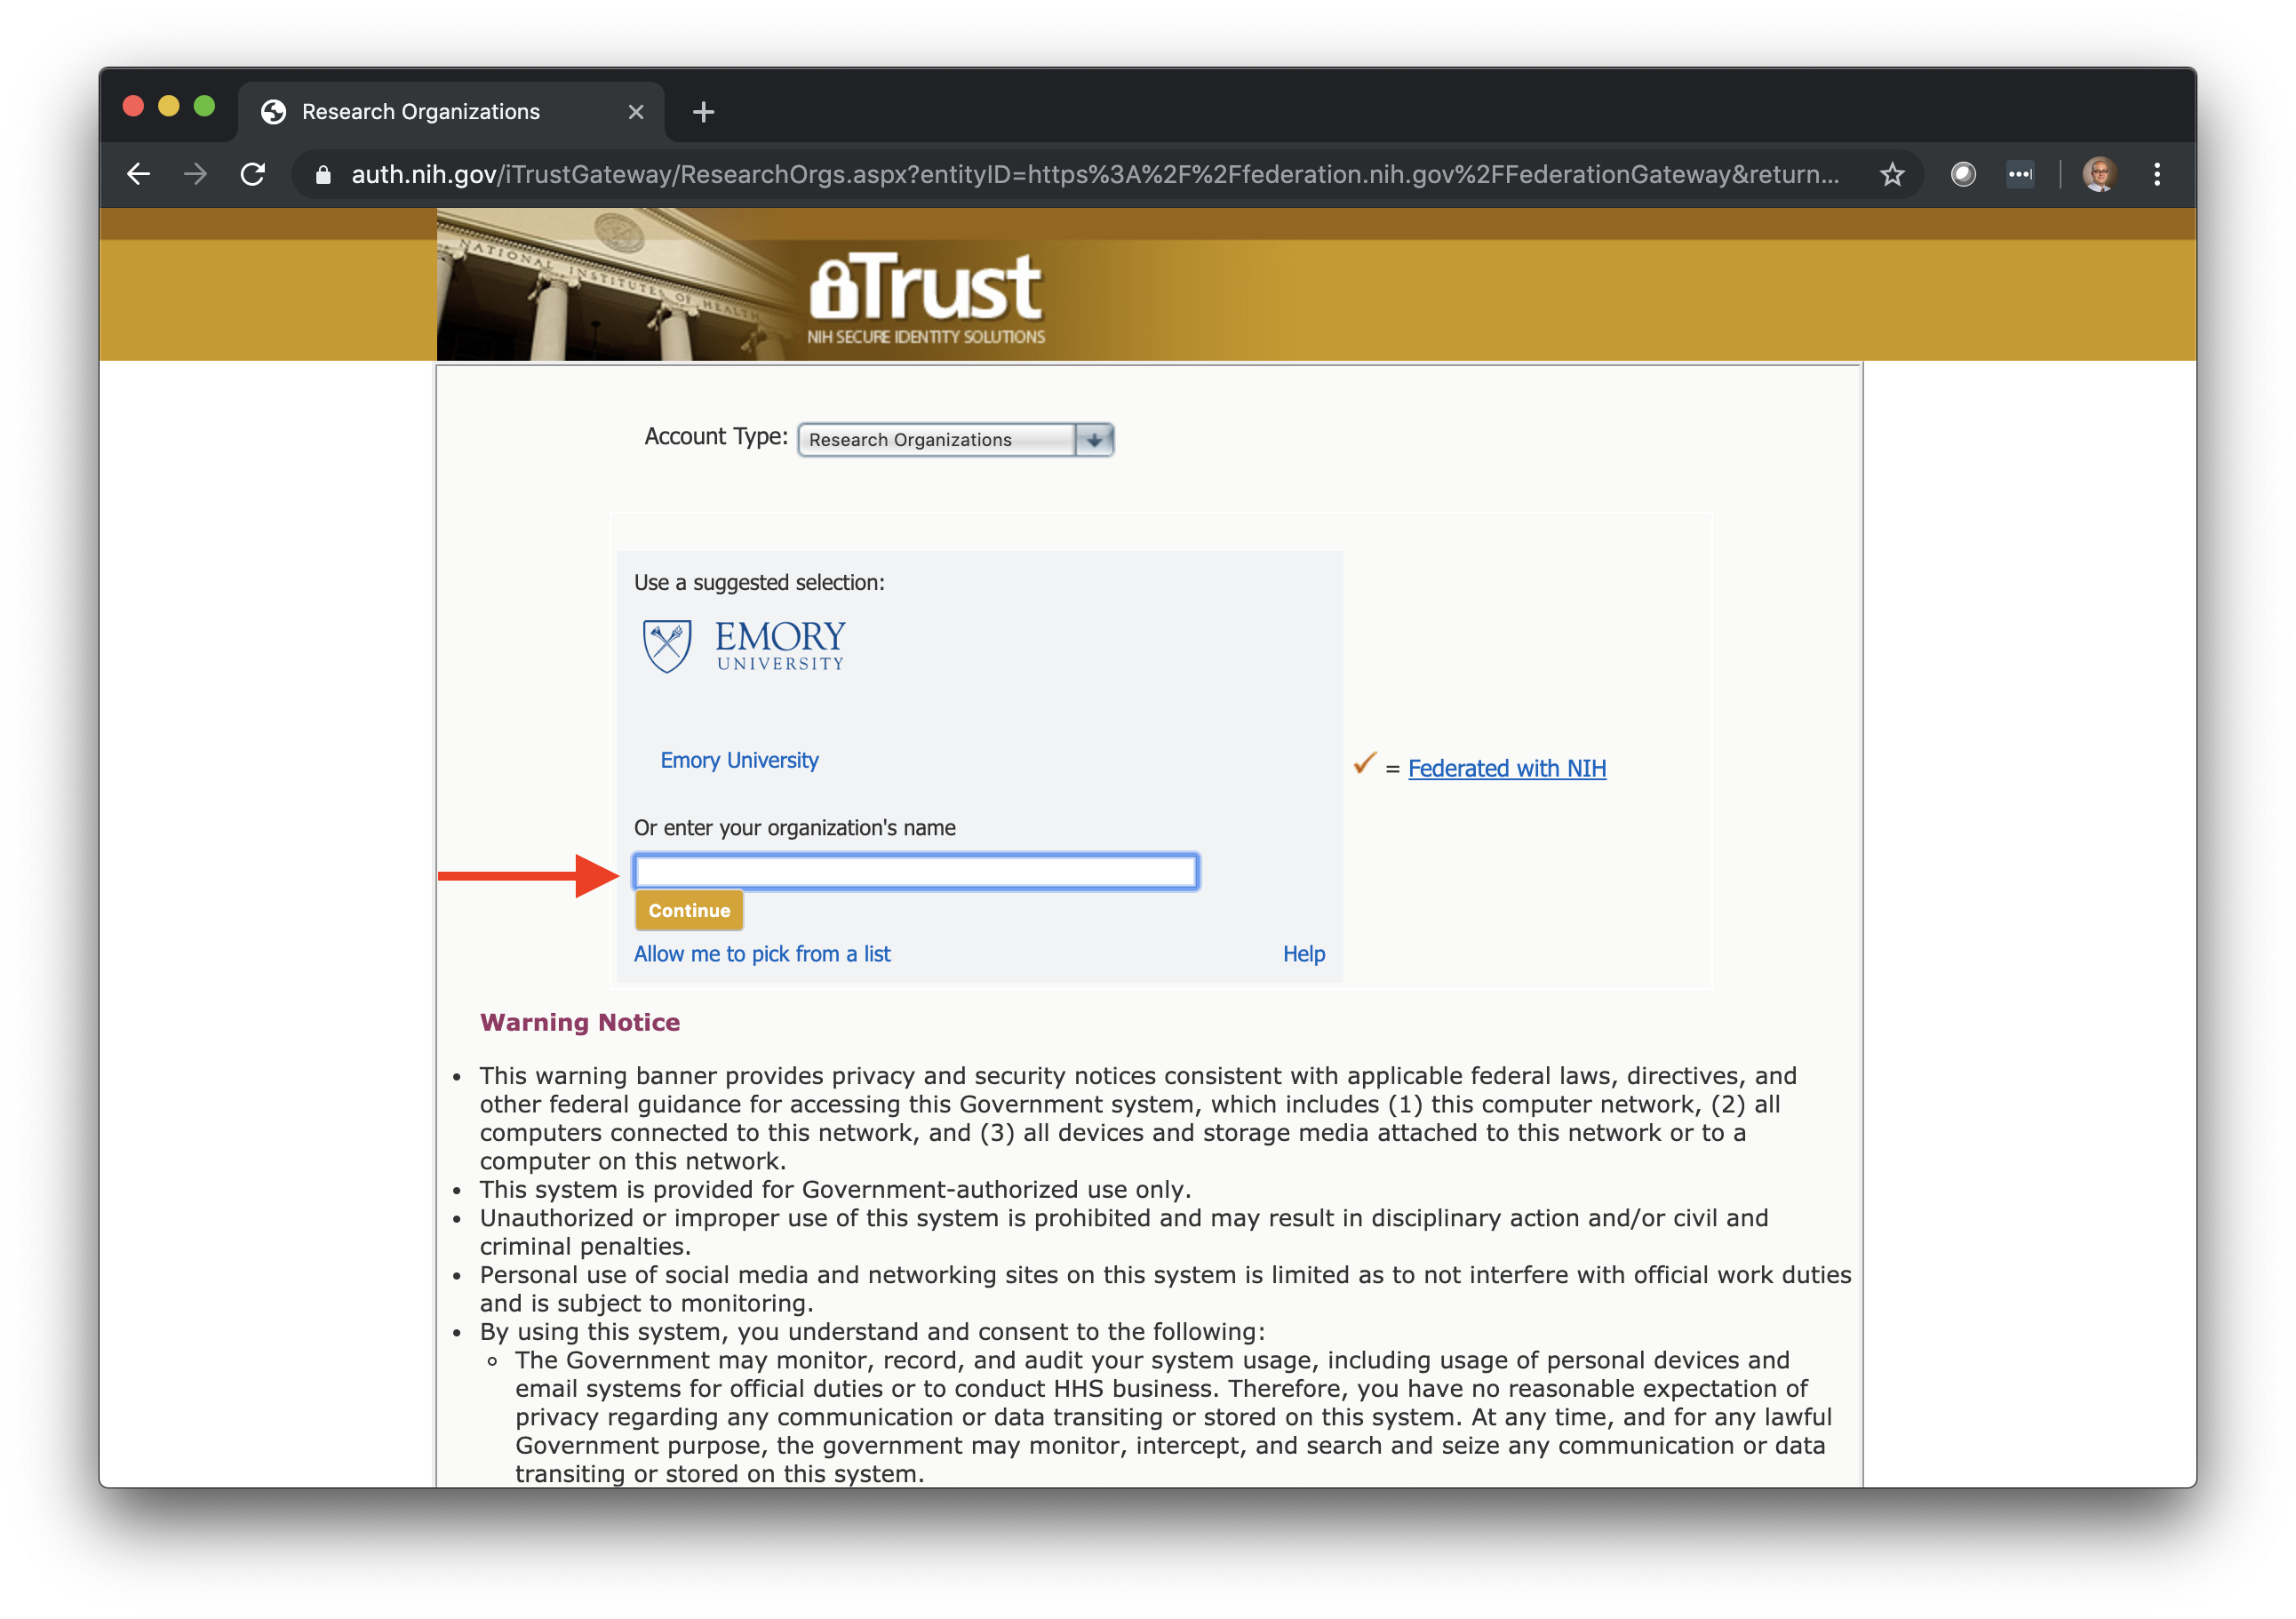 Research Organizations
auth.nih.gov/iTrustGateway/ResearchOrgs.aspx?entityID=https%3A%2F%2Ffederation.nih.gov%2FFederationGateway&return...
NATIONAL INSTITUTES OF HEALTH
iTrust
NIH SECURE IDENTITY SOLUTIONS
Account Type: Research Organizations
Use a suggested selection:
EMORY
UNIVERSITY
Emory University
= Federated with NIH
Or enter your organization's name
Continue
Allow me to pick from a list Help
Warning Notice
• This warning banner provides privacy and security notices consistent with applicable federal laws, directives, and
other federal guidance for accessing this Government system, which includes (1) this computer network, (2) all
computers connected to this network, and (3) all devices and storage media attached to this network or to a
computer on this network.
• This system is provided for Government-authorized use only.
• Unauthorized or improper use of this system is prohibited and may result in disciplinary action and/or civil and
criminal penalties.
• Personal use of social media and networking sites on this system is limited as to not interfere with official work duties
and is subject to monitoring.
• By using this system, you understand and consent to the following:
◦ The Government may monitor, record, and audit your system usage, including usage of personal devices and
email systems for official duties or to conduct HHS business. Therefore, you have no reasonable expectation of
privacy regarding any communication or data transiting or stored on this system. At any time, and for any lawful
Government purpose, the government may monitor, intercept, and search and seize any communication or data
transiting or stored on this system.